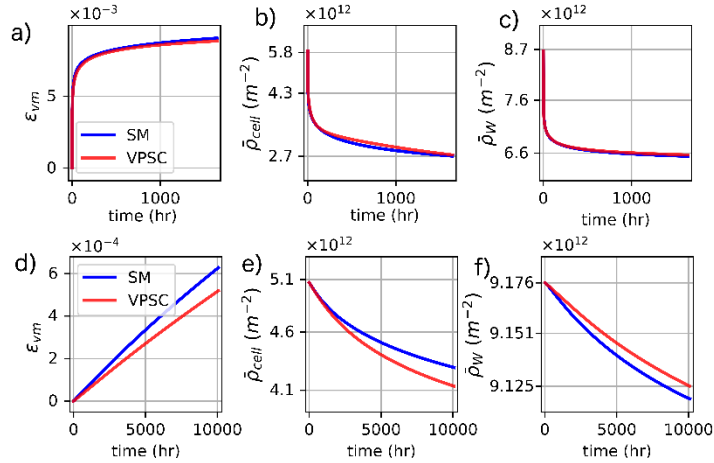 a)
×10⁻³
ε_vm
5
0
SM
VPSC
0
1000
time (hr)
b)
×10¹²
ρ̄_cell (m⁻²)
5.8
4.3
2.7
0
1000
time (hr)
c)
×10¹²
ρ̄_W (m⁻²)
8.7
7.6
6.6
0
1000
time (hr)
d)
×10⁻⁴
ε_vm
6
4
2
0
SM
VPSC
0
5000
10000
time (hr)
e)
×10¹²
ρ̄_cell (m⁻²)
5.1
4.6
4.1
0
5000
10000
time (hr)
f)
×10¹²
ρ̄_W (m⁻²)
9.176
9.151
9.125
0
5000
10000
time (hr)